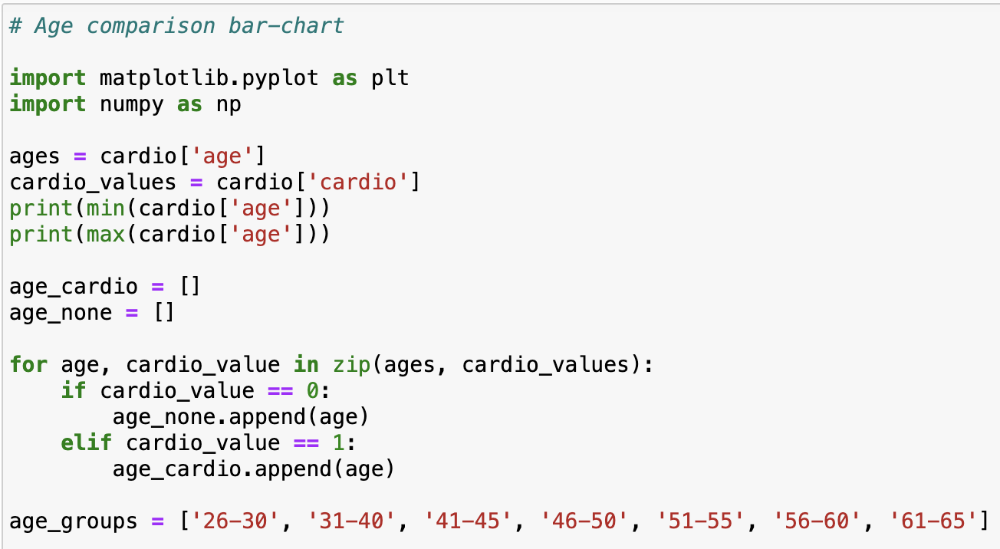 # Age comparison bar-chart
import matplotlib.pyplot as plt
import numpy as np
ages = cardio['age']
cardio_values = cardio['cardio']
print(min(cardio['age']))
print(max(cardio['age']))
age_cardio = []
age_none = []
for age, cardio_value in zip(ages, cardio_values):
    if cardio_value == 0:
        age_none.append(age)
    elif cardio_value == 1:
        age_cardio.append(age)
age_groups = ['26-30', '31-40', '41-45', '46-50', '51-55', '56-60', '61-65']